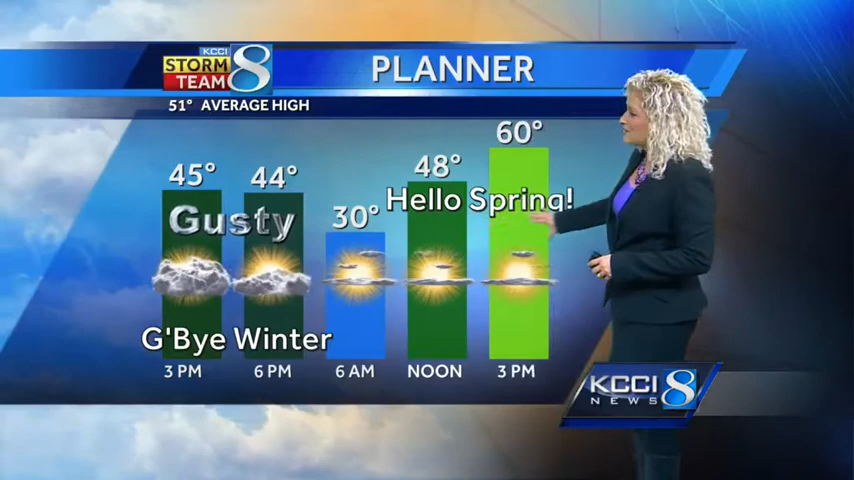 KCCI
STORM
TEAM
8
PLANNER
51° AVERAGE HIGH
45°
44°
30°
48°
60°
Gusty
Hello Spring!
G'Bye Winter
3 PM
6 PM
6 AM
NOON
3 PM
KCCI 8
NEWS